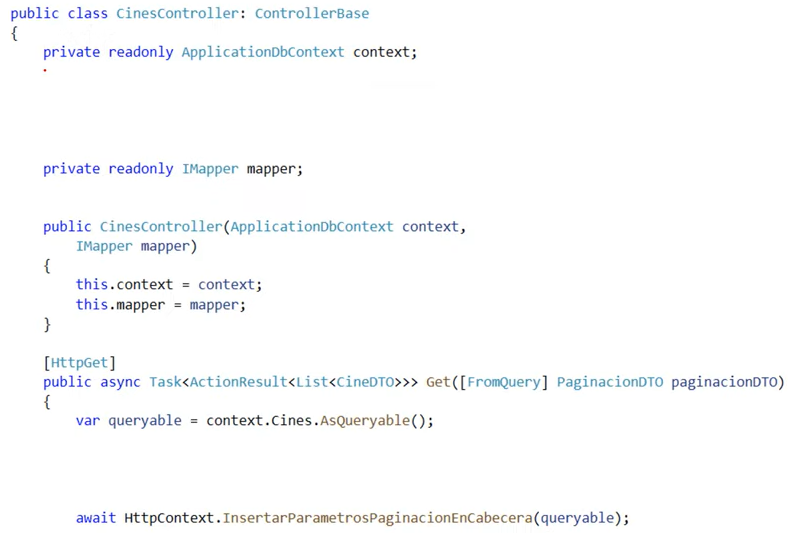 public class CinesController: ControllerBase
{
private readonly ApplicationDbContext context;
private readonly IMapper mapper;
public CinesController(ApplicationDbContext context,
IMapper mapper)
{
this.context = context;
this.mapper = mapper;
}
[HttpGet]
public async Task<ActionResult<List<CineDTO>>> Get([FromQuery] PaginacionDTO paginacionDTO)
{
var queryable = context.Cines.AsQueryable();
await HttpContext.InsertarParametrosPaginacionEnCabecera(queryable);